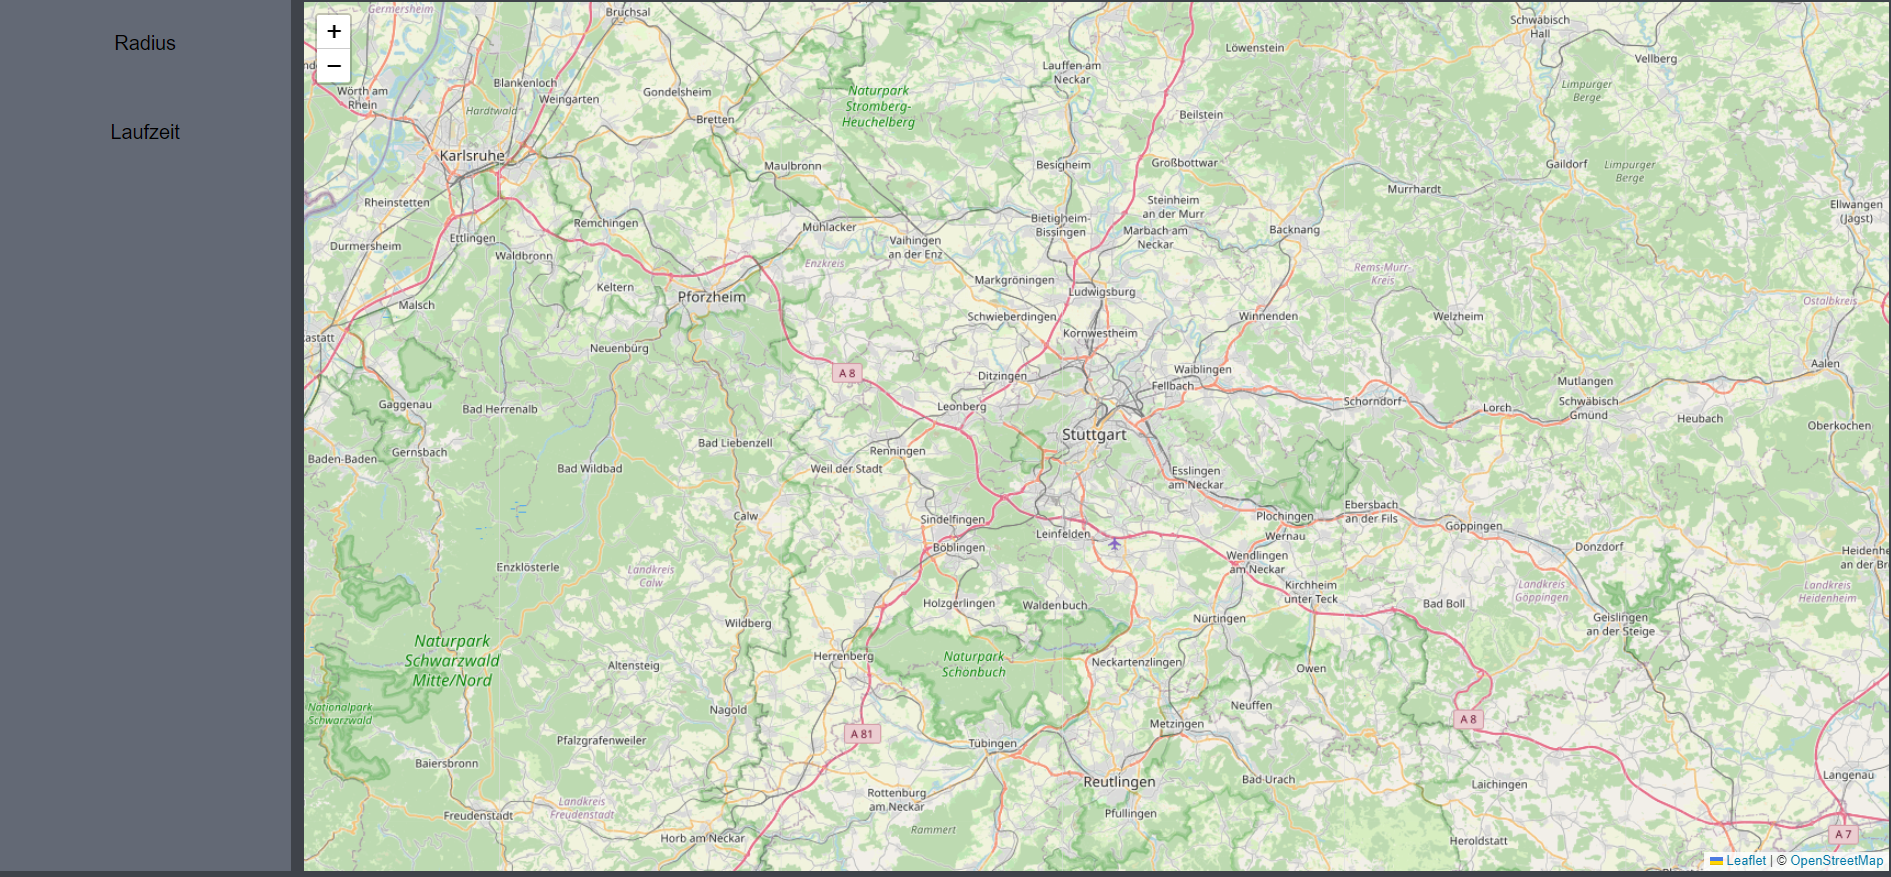 Radius
Laufzeit
+
−
Germersheim
Bruchsal
Schwäbisch
Hall
Löwenstein
Vellberg
Lauffen am
Neckar
Wörth am
Rhein
Blankenloch
Hardtwald
Weingarten
Gondelsheim
Bretten
Naturpark
Stromberg-
Heuchelberg
Limpurger
Berge
Beilstein
Karlsruhe
Maulbronn
Besigheim
Großbottwar
Gaildorf
Limpurger
Berge
Murrhardt
Rheinstetten
Steinheim
an der Murr
Ellwangen
(Jagst)
Remchingen
Mühlacker
Bietigheim-
Bissingen
Marbach am
Neckar
Backnang
Durmersheim
Ettlingen
Waldbronn
Vaihingen
an der Enz
Enzkreis
Rems-Murr-
Kreis
Markgröningen
Keltern
Pforzheim
Ludwigsburg
Ostalbkreis
Malsch
Schwieberdingen
Winnenden
Welzheim
Kornwestheim
astatt
Neuenbürg
A 8
Ditzingen
Waiblingen
Fellbach
Aalen
Mutlangen
Gaggenau
Bad Herrenalb
Leonberg
Schorndorf
Lorch
Schwäbisch
Gmünd
Heubach
Oberkochen
Stuttgart
Bad Liebenzell
Renningen
Baden-Baden
Gernsbach
Bad Wildbad
Weil der Stadt
Esslingen
am Neckar
Calw
Sindelfingen
Leinfelden
Plochingen
Ebersbach
an der Fils
Göppingen
Wernau
Böblingen
Wendlingen
am Neckar
Donzdorf
Heidenhe
an der Br
Enzklösterle
Landkreis
Calw
Kirchheim
unter Teck
Landkreis
Göppingen
Landkreis
Heidenheim
Holzgerlingen
Waldenbuch
Bad Boll
Wildberg
Nürtingen
Geislingen
an der Steige
Naturpark
Schwarzwald
Mitte/Nord
Altensteig
Herrenberg
Naturpark
Schönbuch
Neckartenzlingen
Owen
Nationalpark
Schwarzwald
Nagold
Neuffen
A 8
A 81
Metzingen
Pfalzgrafenweiler
Tübingen
Baiersbronn
Reutlingen
Bad Urach
Laichingen
Langenau
Rottenburg
am Neckar
Landkreis
Freudenstadt
Freudenstadt
Pfullingen
Rammert
Horb am Neckar
Heroldstatt
A 7
Leaflet | © OpenStreetMap